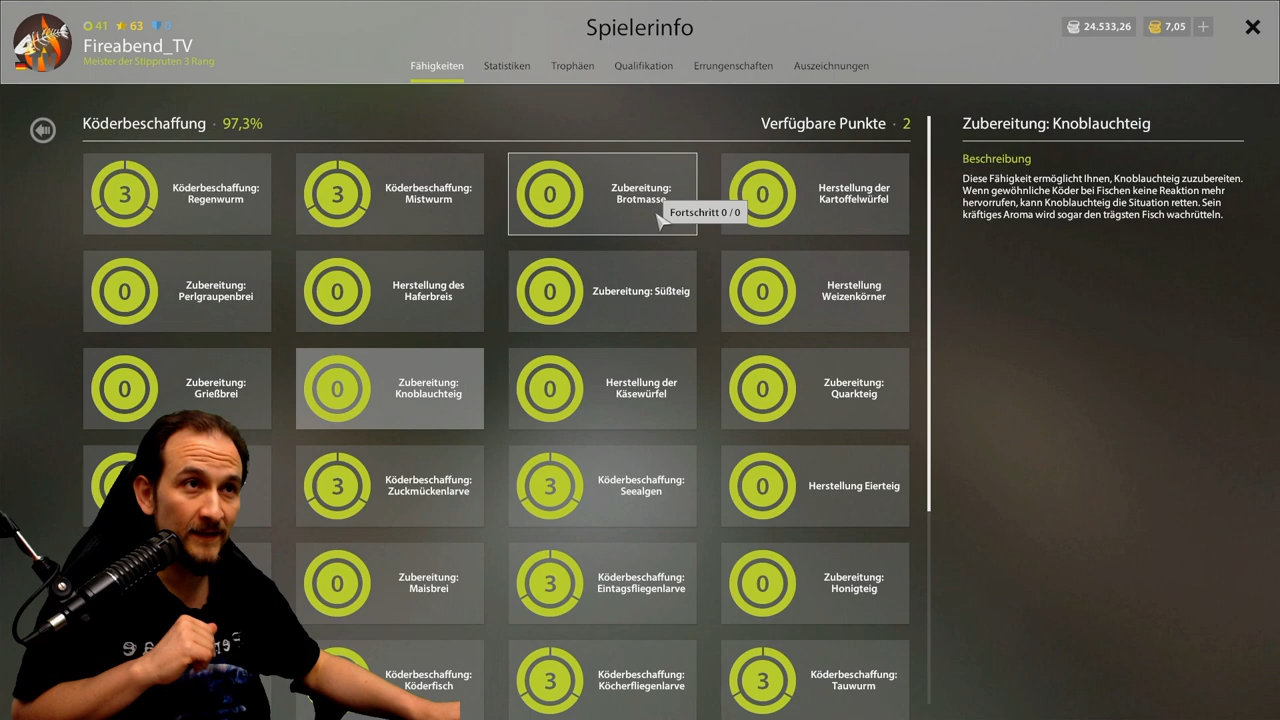 41 63 0
Fireabend_TV
Meister der Stippruten 3 Rang
Spielerinfo
24.533,26 7,05
Fähigkeiten Statistiken Trophäen Qualifikation Errungenschaften Auszeichnungen
Köderbeschaffung · 97,3%
Verfügbare Punkte · 2
3 Köderbeschaffung:
Regenwurm
3 Köderbeschaffung:
Mistwurm
0 Zubereitung:
Brotmasse
Fortschritt 0 / 0
0 Herstellung der
Kartoffelwürfel
0 Zubereitung:
Perlgraupenbrei
0 Herstellung des
Haferbreis
0 Zubereitung: Süßteig
0 Herstellung
Weizenkörner
0 Zubereitung:
Grießbrei
0 Zubereitung:
Knoblauchteig
0 Herstellung der
Käsewürfel
0 Zubereitung:
Quarkteig
3 Köderbeschaffung:
Zuckmückenlarve
3 Köderbeschaffung:
Seealgen
0 Herstellung Eierteig
0 Zubereitung:
Maisbrei
3 Köderbeschaffung:
Eintagsfliegenlarve
0 Zubereitung:
Honigteig
Köderbeschaffung:
Köderfisch
3 Köderbeschaffung:
Köcherfliegenlarve
3 Köderbeschaffung:
Tauwurm
Zubereitung: Knoblauchteig
Beschreibung
Diese Fähigkeit ermöglicht Ihnen, Knoblauchteig zuzubereiten.
Wenn gewöhnliche Köder bei Fischen keine Reaktion mehr
hervorrufen, kann Knoblauchteig die Situation retten. Sein
kräftiges Aroma wird sogar den trägsten Fisch wachrütteln.